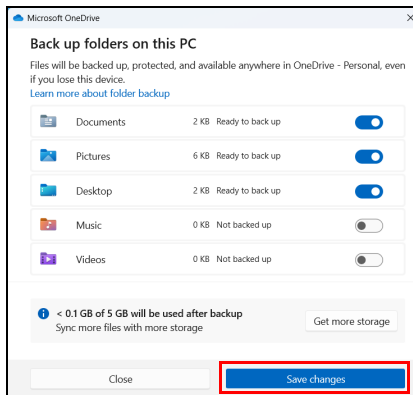 Microsoft OneDrive
Back up folders on this PC
Files will be backed up, protected, and available anywhere in OneDrive - Personal, even
if you lose this device.
Learn more about folder backup
Documents 2 KB Ready to back up
Pictures 6 KB Ready to back up
Desktop 2 KB Ready to back up
Music 0 KB Not backed up
Videos 0 KB Not backed up
< 0.1 GB of 5 GB will be used after backup
Sync more files with more storage
Get more storage
Close
Save changes